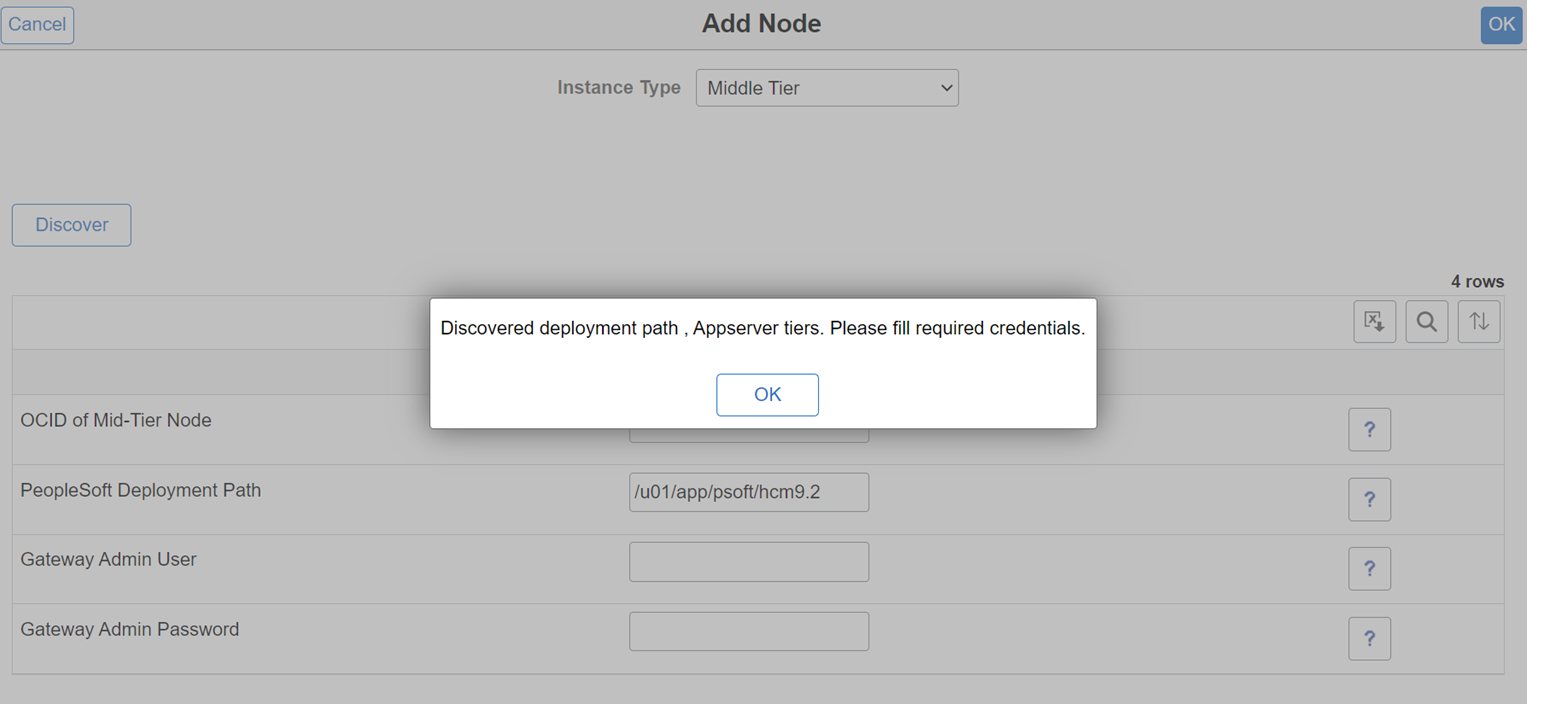 Cancel
Add Node
OK
Instance Type
Middle Tier
Discover
4 rows
Discovered deployment path , Appserver tiers. Please fill required credentials.
OK
OCID of Mid-Tier Node
?
PeopleSoft Deployment Path
/u01/app/psoft/hcm9.2
?
Gateway Admin User
?
Gateway Admin Password
?